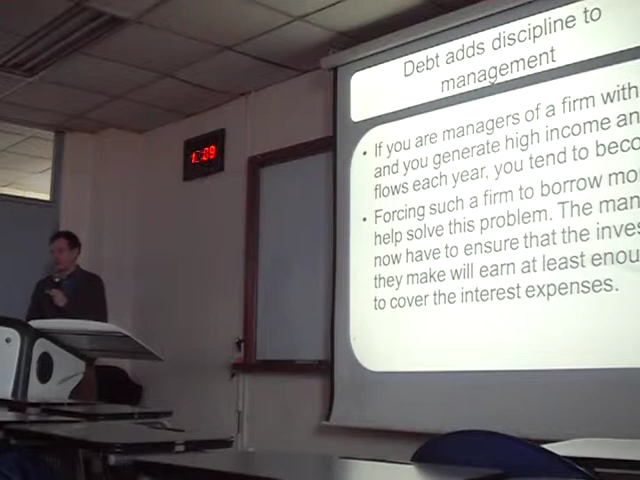 Debt adds discipline to
management
• If you are managers of a firm with
and you generate high income an
flows each year, you tend to beco
• Forcing such a firm to borrow mo
help solve this problem. The man
now have to ensure that the inves
they make will earn at least enou
to cover the interest expenses.